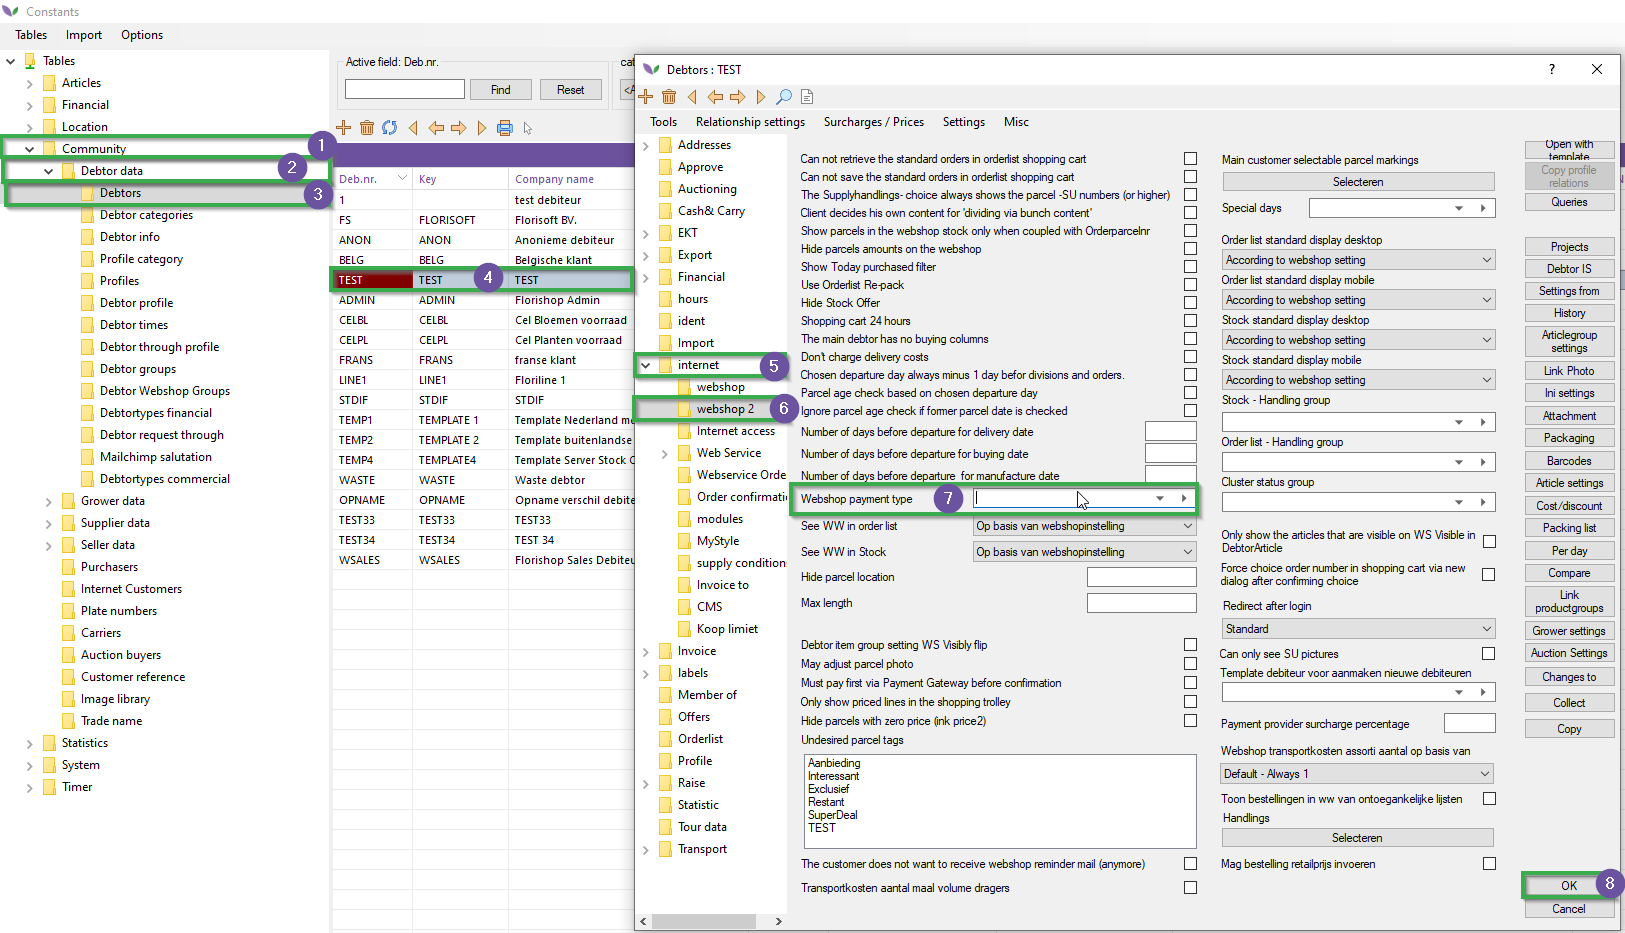 Constants
Tables Import Options
Tables
Articles
Financial
Location
Community 1
Debtor data 2
Debtors 3
Debtor categories
Debtor info
Profile category
Profiles
Debtor profile
Debtor times
Debtor through profile
Debtor groups
Debtor Webshop Groups
Debtortypes financial
Debtor request through
Mailchimp salutation
Debtortypes commercial
Grower data
Supplier data
Seller data
Purchasers
Internet Customers
Plate numbers
Carriers
Auction buyers
Customer reference
Image library
Trade name
Statistics
System
Timer
Active field: Deb.nr.
Find Reset
Deb.nr. Key Company name
1 test debiteur
FS FLORISOFT Florisoft BV.
ANON ANON Anonieme debiteur
BELG BELG Belgische klant
TEST TEST 4 TEST
ADMIN ADMIN Florishop Admin
CELBL CELBL Cel Bloemen voorraad
CELPL CELPL Cel Planten voorraad
FRANS FRANS franse klant
LINE1 LINE1 Floriline 1
STDIF STDIF STDIF
TEMP1 TEMPLATE 1 Template Nederland
TEMP2 TEMPLATE 2 Template buitenlandse
TEMP4 TEMPLATE4 Template Server Stock
WASTE WASTE Waste debtor
OPNAME OPNAME Opname verschil
TEST33 TEST33 TEST33
TEST34 TEST34 TEST 34
WSALES WSALES Florishop Sales
Debtors : TEST ?
Tools Relationship settings Surcharges / Prices Settings Misc
Addresses
Approve
Auctioning
Cash& Carry
EKT
Export
Financial
hours
ident
Import
internet 5
webshop
webshop 2 6
Internet access
Web Service
Webservice Orde
Order confirmati
modules
MyStyle
supply condition
Invoice to
CMS
Koop limiet
Invoice
labels
Member of
Offers
Orderlist
Profile
Raise
Statistic
Tour data
Transport
Can not retrieve the standard orders in orderlist shopping cart
Can not save the standard orders in orderlist shopping cart
The Supplyhandlings- choice always shows the parcel -SU numbers (or higher)
Client decides his own content for 'dividing via bunch content'
Show parcels in the webshop stock only when coupled with Orderparcelnr
Hide parcels amounts on the webshop
Show Today purchased filter
Use Orderlist Re-pack
Hide Stock Offer
Shopping cart 24 hours
The main debtor has no buying columns
Don't charge delivery costs
Chosen departure day always minus 1 day befor divisions and orders.
Parcel age check based on chosen departure day
Ignore parcel age check if former parcel date is checked
Number of days before departure for delivery date
Number of days before departure for buying date
Number of days before departure for manufacture date
Webshop payment type 7
See WW in order list Op basis van webshopinstelling
See WW in Stock Op basis van webshopinstelling
Hide parcel location
Max length
Debtor item group setting WS Visibly flip
May adjust parcel photo
Must pay first via Payment Gateway before confirmation
Only show priced lines in the shopping trolley
Hide parcels with zero price (ink price2)
Undesired parcel tags
Aanbieding
Interessant
Exclusief
Restant
SuperDeal
TEST
The customer does not want to receive webshop reminder mail (anymore)
Transportkosten aantal maal volume dragers
Main customer selectable parcel markings
Selecteren
Special days
Order list standard display desktop
According to webshop setting
Order list standard display mobile
According to webshop setting
Stock standard display desktop
According to webshop setting
Stock standard display mobile
According to webshop setting
Stock - Handling group
Order list - Handling group
Cluster status group
Only show the articles that are visible on WS Visible in
DebtorArticle
Force choice order number in shopping cart via new
dialog after confirming choice
Redirect after login
Standard
Can only see SU pictures
Template debiteur voor aanmaken nieuwe debiteuren
Payment provider surcharge percentage
Webshop transportkosten assorti aantal op basis van
Default - Always 1
Toon bestellingen in ww van ontoegankelijke lijsten
Handlings
Selecteren
Mag bestelling retailprijs invoeren
Open with
template
Copy profile
relations
Queries
Projects
Debtor IS
Settings from
History
Articlegroup
settings
Link Photo
Ini settings
Attachment
Packaging
Barcodes
Article settings
Cost/discount
Packing list
Per day
Compare
Link
productgroups
Grower settings
Auction Settings
Changes to
Collect
Copy
OK 8
Cancel